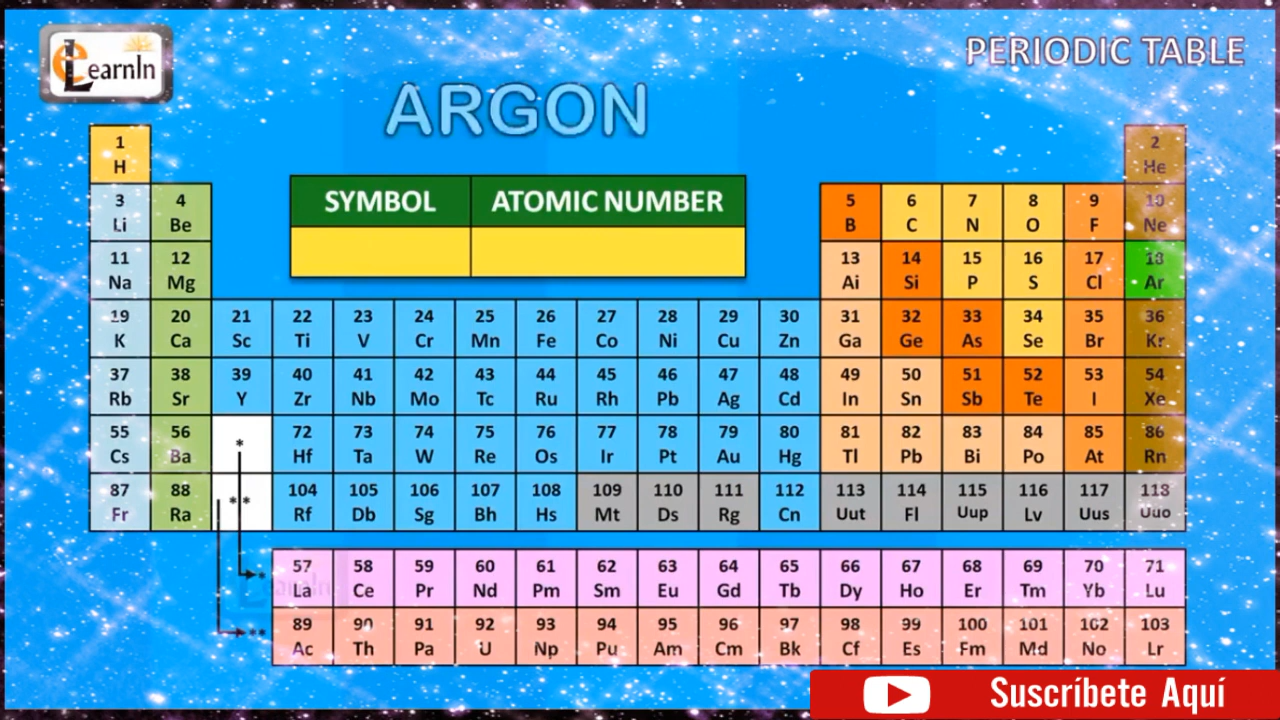 eLearnIn
PERIODIC TABLE
ARGON
1 2
H He
SYMBOL ATOMIC NUMBER
3 4 5 6 7 8 9 10
Li Be B C N O F Ne
11 12 13 14 15 16 17 18
Na Mg Ai Si P S Cl Ar
19 20 21 22 23 24 25 26 27 28 29 30 31 32 33 34 35 36
K Ca Sc Ti V Cr Mn Fe Co Ni Cu Zn Ga Ge As Se Br Kr
37 38 39 40 41 42 43 44 45 46 47 48 49 50 51 52 53 54
Rb Sr Y Zr Nb Mo Tc Ru Rh Pb Ag Cd In Sn Sb Te I Xe
55 56 * 72 73 74 75 76 77 78 79 80 81 82 83 84 85 86
Cs Ba Hf Ta W Re Os Ir Pt Au Hg Tl Pb Bi Po At Rn
87 88 ** 104 105 106 107 108 109 110 111 112 113 114 115 116 117 118
Fr Ra Rf Db Sg Bh Hs Mt Ds Rg Cn Uut Fl Uup Lv Uus Uuo
* 57 58 59 60 61 62 63 64 65 66 67 68 69 70 71
La Ce Pr Nd Pm Sm Eu Gd Tb Dy Ho Er Tm Yb Lu
** 89 90 91 92 93 94 95 96 97 98 99 100 101 102 103
Ac Th Pa U Np Pu Am Cm Bk Cf Es Fm Md No Lr
Suscríbete Aquí